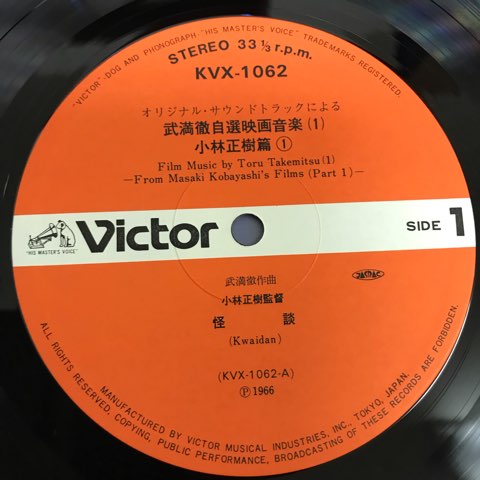 "VICTOR"-DOG AND PHONOGRAPH-"HIS MASTER'S VOICE" TRADEMARKS REGISTERED.
STEREO 33 1/3 r.p.m.
KVX-1062
オリジナル・サウンドトラックによる
武満徹自選映画音楽(1)
小林正樹篇①
Film Music by Toru Takemitsu(1)
—From Masaki Kobayashi's Films (Part 1)—
"HIS MASTER'S VOICE"
Victor
SIDE 1
武満徹作曲
小林正樹監督
JASRAC
怪 談
(Kwaidan)
(KVX-1062-A)
Ⓟ1966
MANUFACTURED BY VICTOR MUSICAL INDUSTRIES, INC., TOKYO, JAPAN.
ALL RIGHTS RESERVED, COPYING, PUBLIC PERFORMANCE, BROADCASTING OF THESE RECORDS ARE FORBIDDEN.